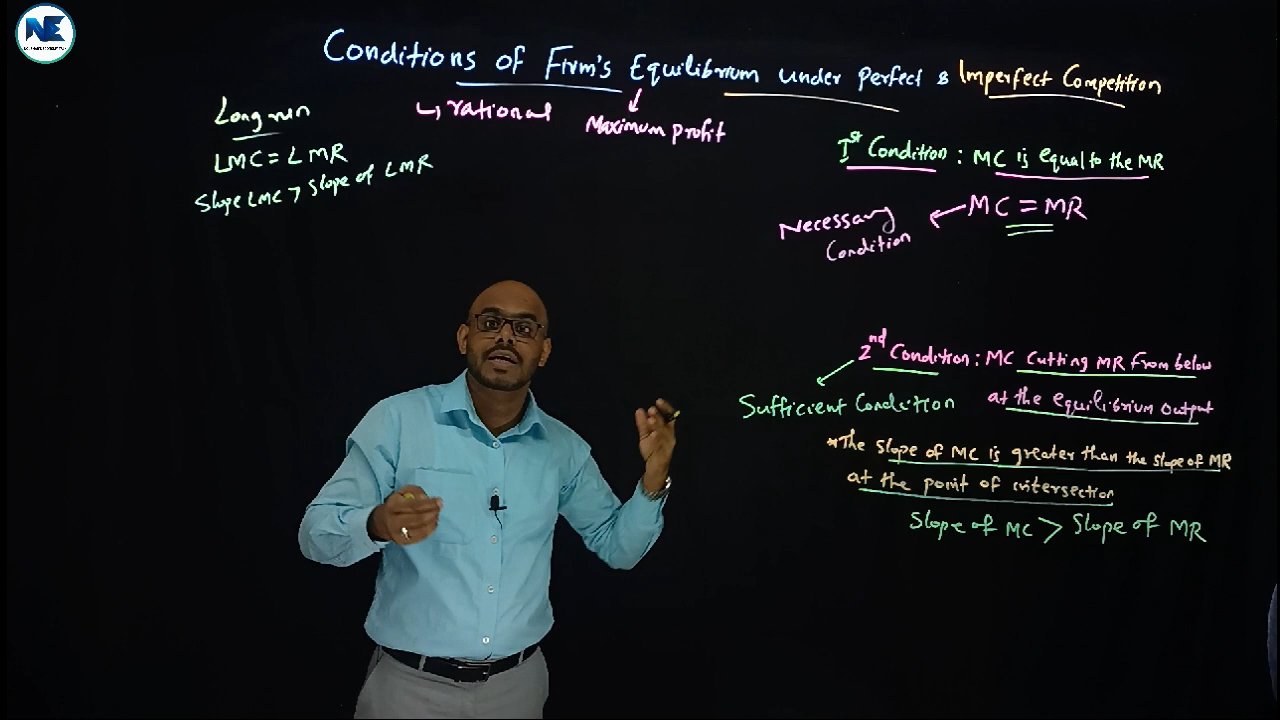 NE
Conditions of Firm's Equilibrium under perfect & Imperfect Competition
Long run
LMC = LMR
Slope LMC > Slope of LMR
↳ rational
Maximum profit
1st Condition : MC is equal to the MR
MC = MR
Necessary
Condition
2nd Condition : MC Cutting MR From below
at the equilibrium output
Sufficient Condition
*The slope of MC is greater than the slope of MR
at the point of intersection
Slope of MC > Slope of MR